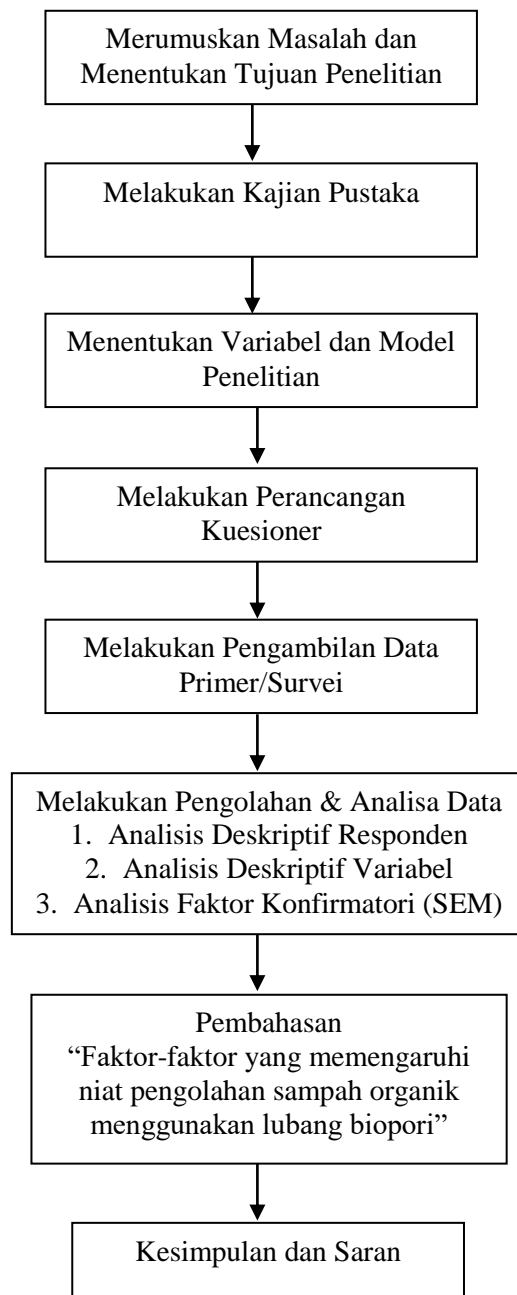 Merumuskan Masalah dan
Menentukan Tujuan Penelitian
Melakukan Kajian Pustaka
Menentukan Variabel dan Model
Penelitian
Melakukan Perancangan
Kuesioner
Melakukan Pengambilan Data
Primer/Survei
Melakukan Pengolahan & Analisa Data
1. Analisis Deskriptif Responden
2. Analisis Deskriptif Variabel
3. Analisis Faktor Konfirmatori (SEM)
Pembahasan
“Faktor-faktor yang memengaruhi
niat pengolahan sampah organik
menggunakan lubang biopori”
Kesimpulan dan Saran